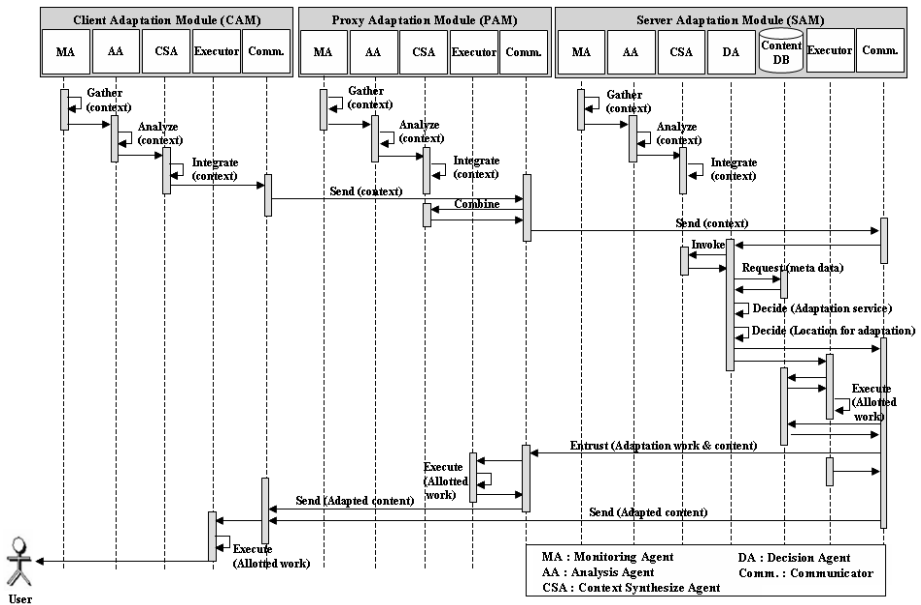 Client Adaptation Module (CAM)
Proxy Adaptation Module (PAM)
Server Adaptation Module (SAM)
MA
AA
CSA
Executor
Comm.
MA
AA
CSA
Executor
Comm.
MA
AA
CSA
DA
Content
DB
Executor
Comm.
Gather
(context)
Gather
(context)
Gather
(context)
Analyze
(context)
Analyze
(context)
Analyze
(context)
Integrate
(context)
Integrate
(context)
Integrate
(context)
Send (context)
Combine
Send (context)
Invoke
Request (meta data)
Decide (Adaptation service)
Decide (Location for adaptation)
Execute
(Allotted
work)
Entrust (Adaptation work & content)
Execute
(Allotted
work)
Send (Adapted content)
Send (Adapted content)
Execute
(Allotted work)
User
MA : Monitoring Agent
DA : Decision Agent
AA : Analysis Agent
Comm. : Communicator
CSA : Context Synthesize Agent